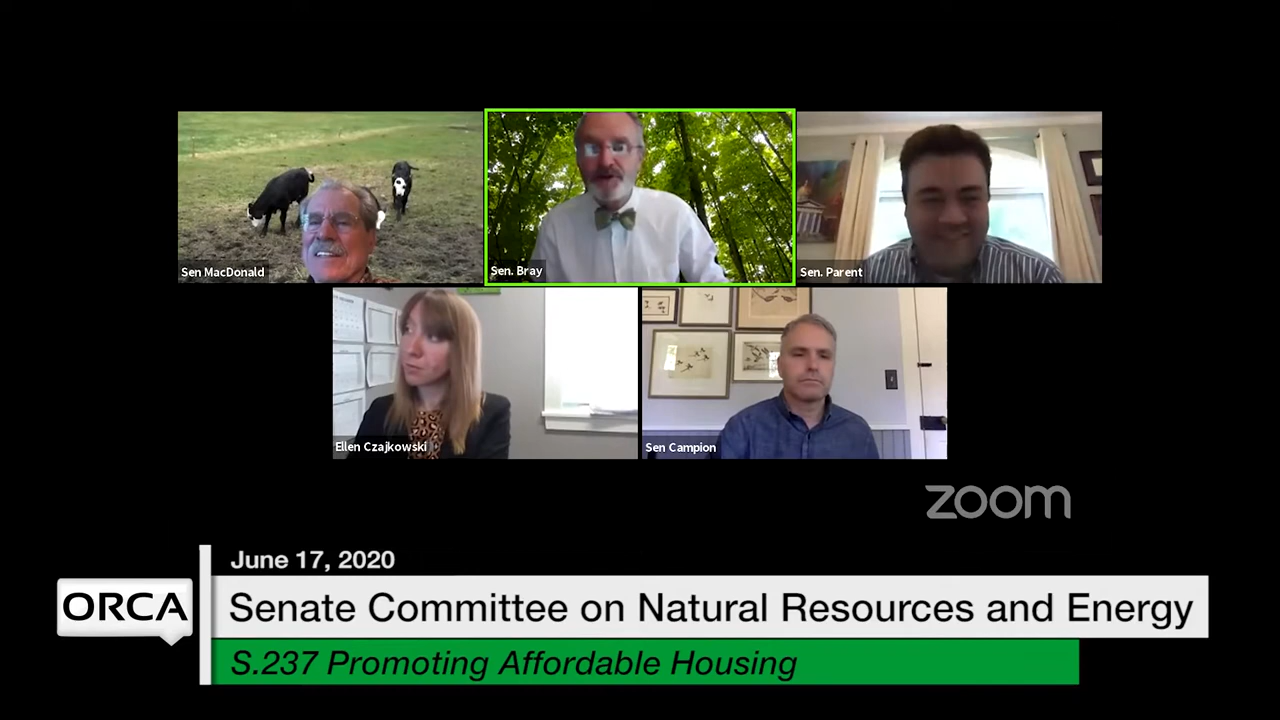 Sen MacDonald
Sen. Bray
Sen. Parent
Ellen Czajkowski
Sen Campion
zoom
June 17, 2020
ORCA
Senate Committee on Natural Resources and Energy
S.237 Promoting Affordable Housing